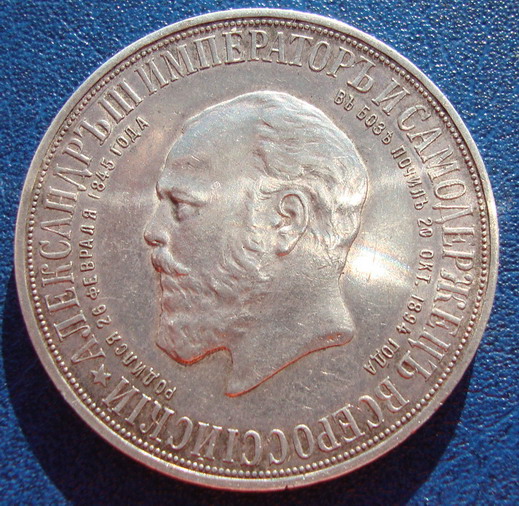 АЛЕКСАНДРЪ III ИМПЕРАТОРЪ И САМОДЕРЖЕЦЪ ВСЕРОССІЙСКІЙ
РОДИЛСЯ 26 ФЕВРАЛЯ 1845 ГОДА
ВЪ БОЗѢ ПОЧИЛЪ 20 ОКТ. 1894 ГОДА